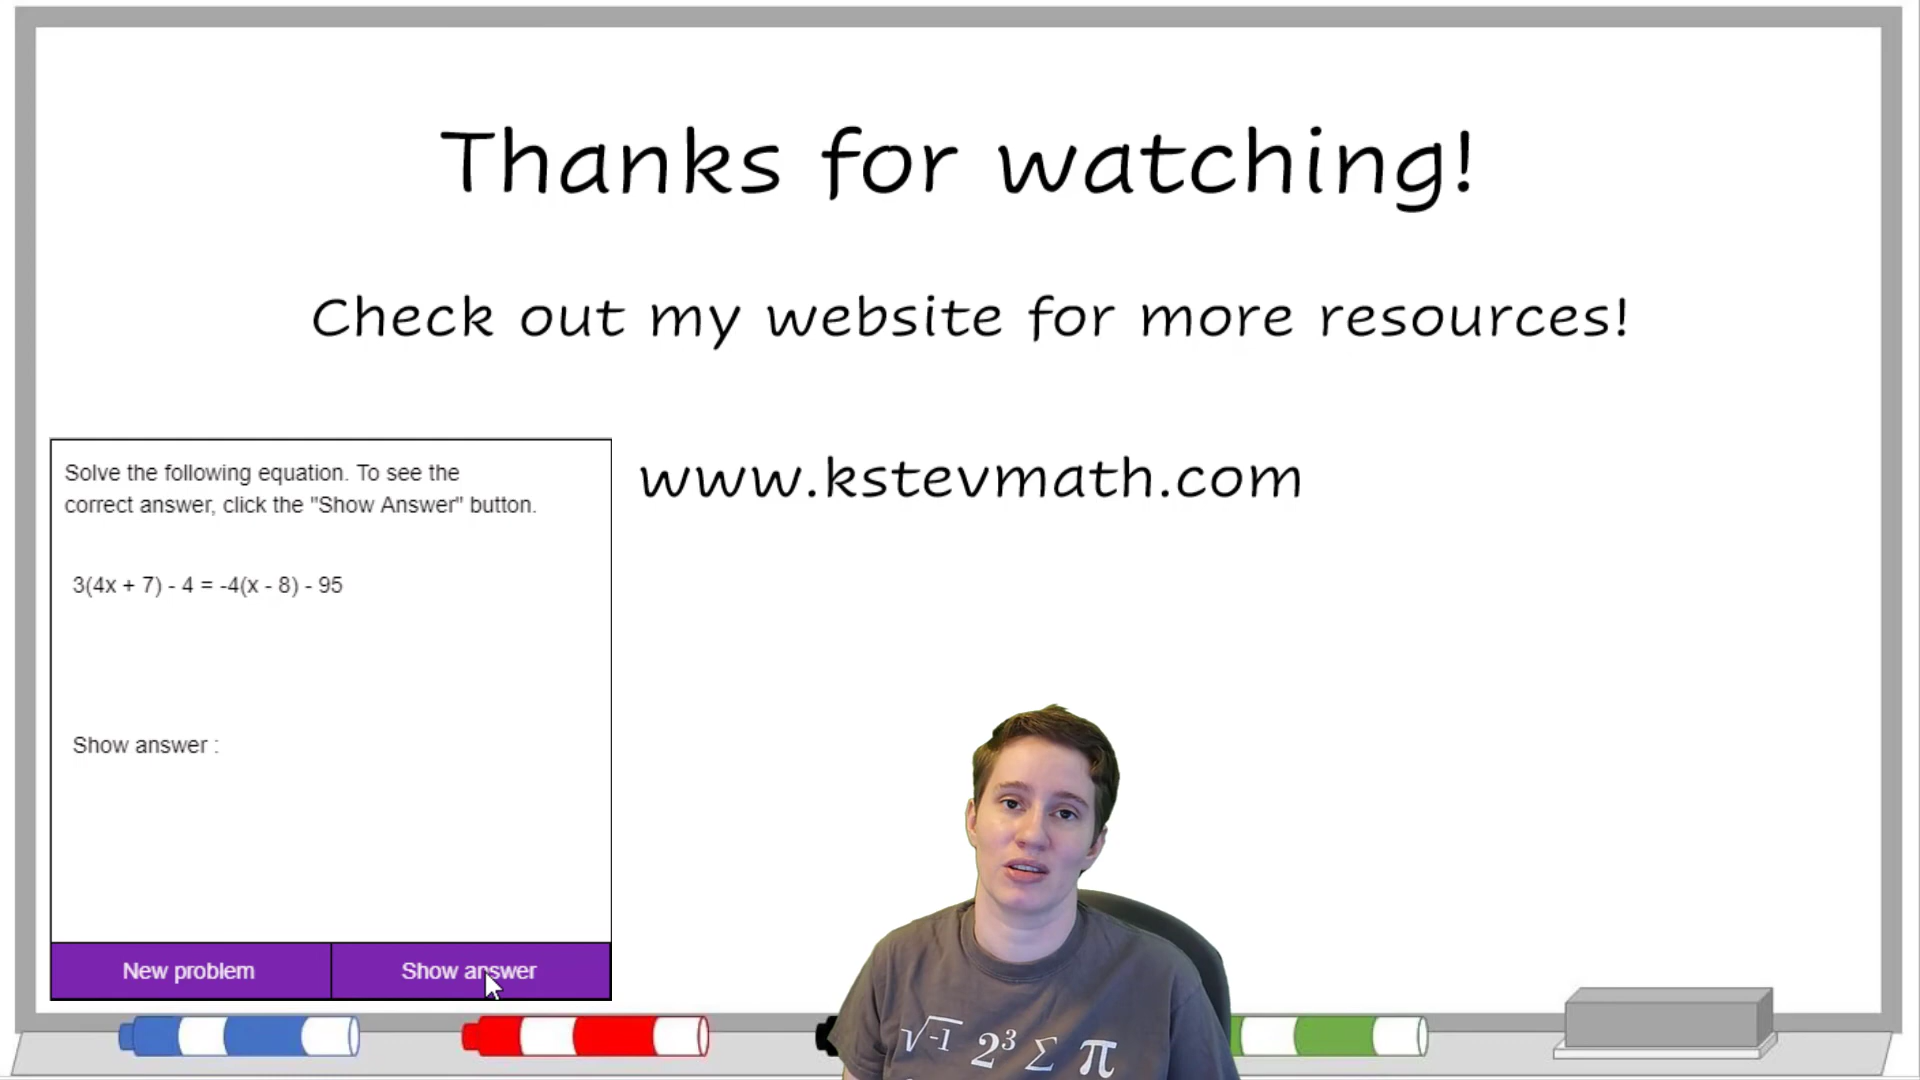 Thanks for watching!
Check out my website for more resources!
www.kstevmath.com
Solve the following equation. To see the
correct answer, click the "Show Answer" button.
3(4x + 7) - 4 = -4(x - 8) - 95
Show answer :
New problem
Show answer
√-1 2³ Σ π